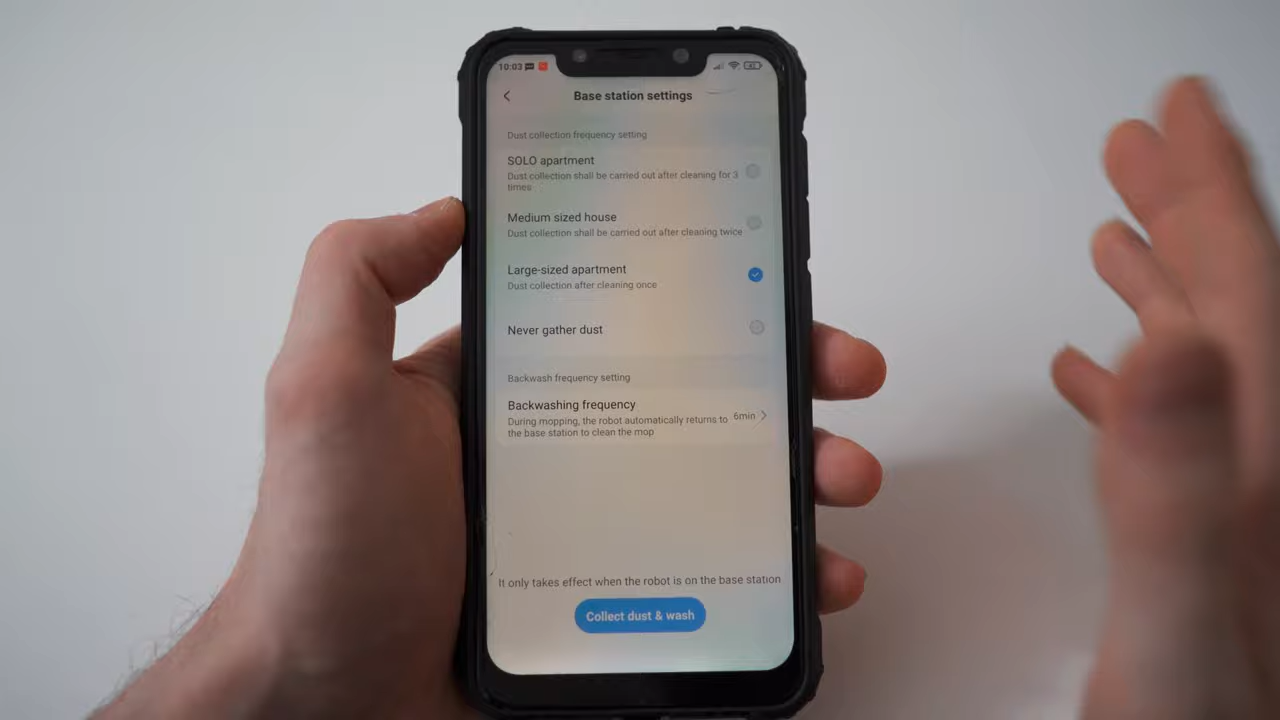 10:03
41
Base station settings
Dust collection frequency setting
SOLO apartment
Dust collection shall be carried out after cleaning for 3
times
Medium sized house
Dust collection shall be carried out after cleaning twice
Large-sized apartment
Dust collection after cleaning once
Never gather dust
Backwash frequency setting
Backwashing frequency
During mopping, the robot automatically returns to
the base station to clean the mop
6min
It only takes effect when the robot is on the base station
Collect dust & wash